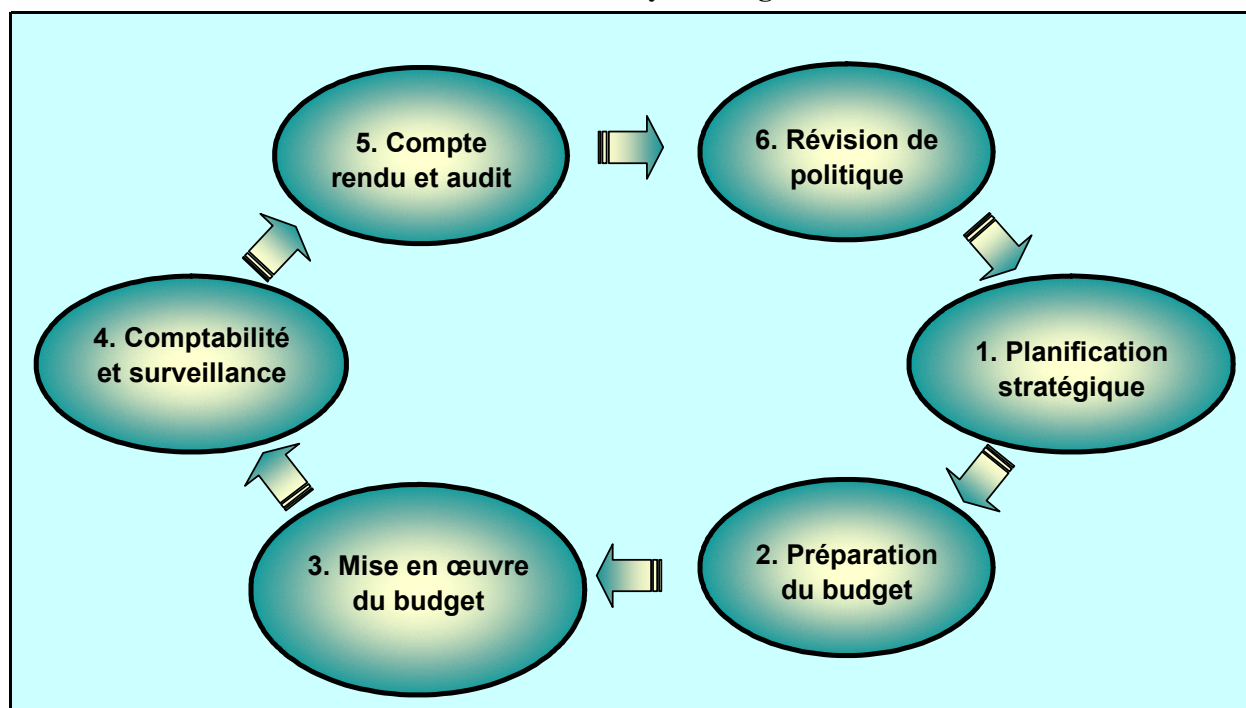 5. Compte
rendu et audit
6. Révision de
politique
4. Comptabilité
et surveillance
1. Planification
stratégique
3. Mise en œuvre
du budget
2. Préparation
du budget